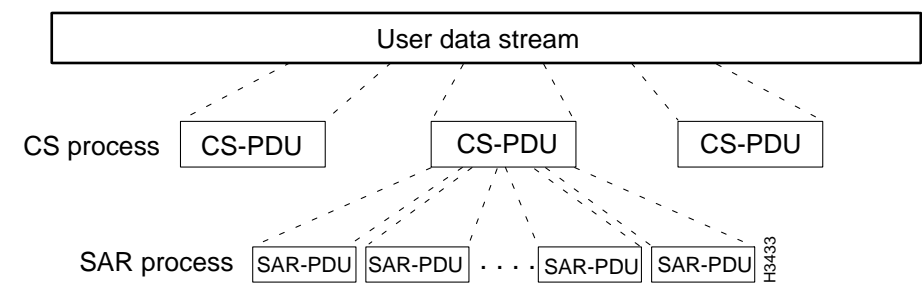 User data stream
CS process CS-PDU CS-PDU CS-PDU
SAR process SAR-PDU SAR-PDU . . . . SAR-PDU SAR-PDU
H3433